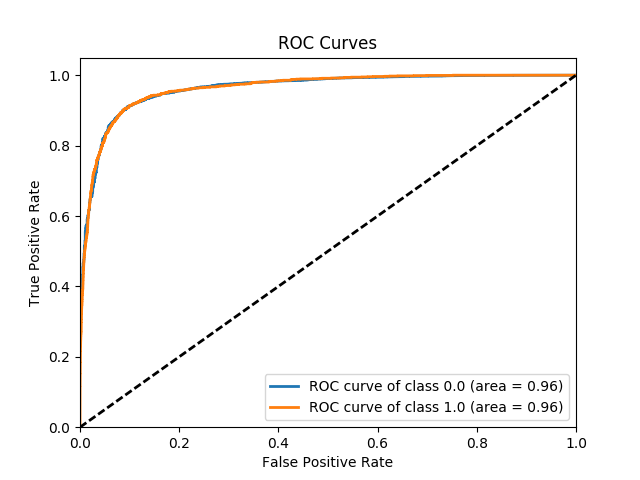 ROC Curves
True Positive Rate
1.0
0.8
0.6
0.4
0.2
0.0
ROC curve of class 0.0 (area = 0.96)
ROC curve of class 1.0 (area = 0.96)
0.0 0.2 0.4 0.6 0.8 1.0
False Positive Rate